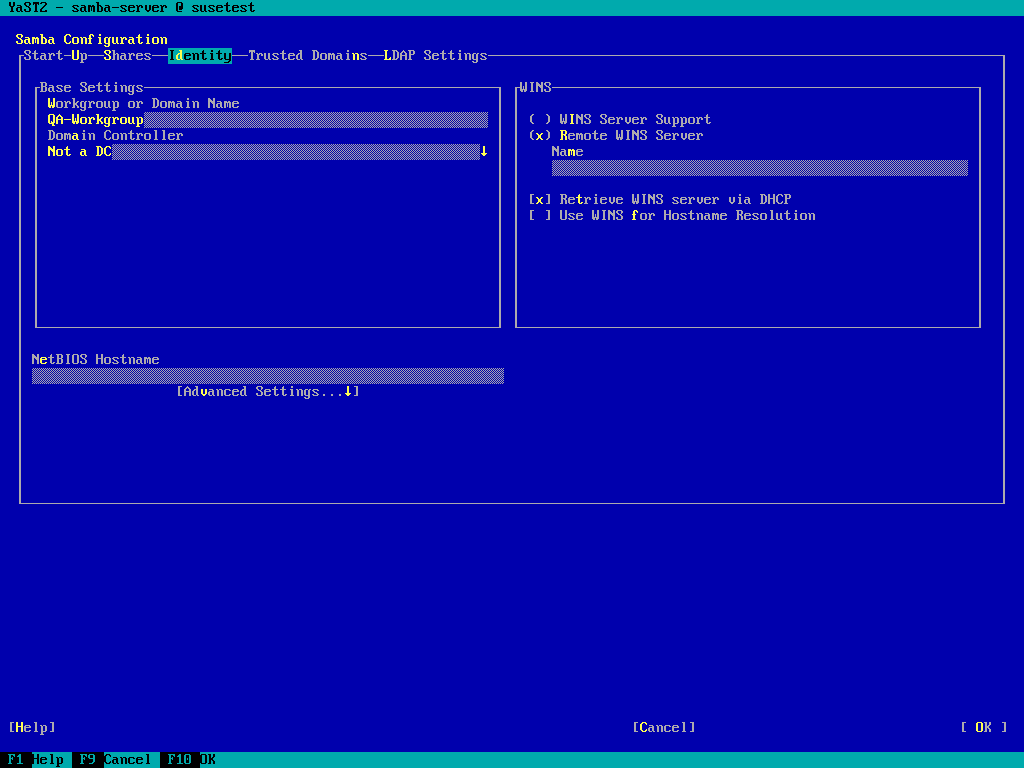 YaST2 - samba-server @ susetest
Samba Configuration
Start-Up Shares Identity Trusted Domains LDAP Settings
Base Settings
Workgroup or Domain Name
QA-Workgroup
Domain Controller
Not a DC↓
WINS
( ) WINS Server Support
(x) Remote WINS Server
Name
[x] Retrieve WINS server via DHCP
[ ] Use WINS for Hostname Resolution
NetBIOS Hostname
[Advanced Settings...↓]
[Help] [Cancel] [ OK ]
F1 Help F9 Cancel F10 OK